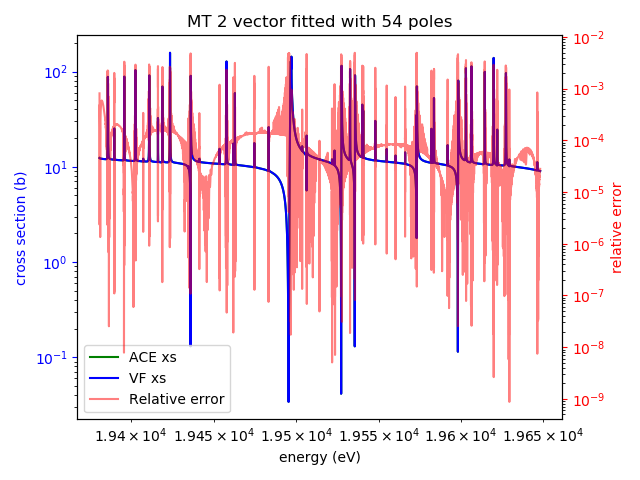 MT 2 vector fitted with 54 poles
cross section (b)
10²
10¹
10⁰
10⁻¹
10⁻²
10⁻³
10⁻⁴
10⁻⁵
10⁻⁶
10⁻⁷
10⁻⁸
10⁻⁹
relative error
ACE xs
VF xs
Relative error
1.94 × 10⁴ 1.945 × 10⁴ 1.95 × 10⁴ 1.955 × 10⁴ 1.96 × 10⁴ 1.965 × 10⁴
energy (eV)